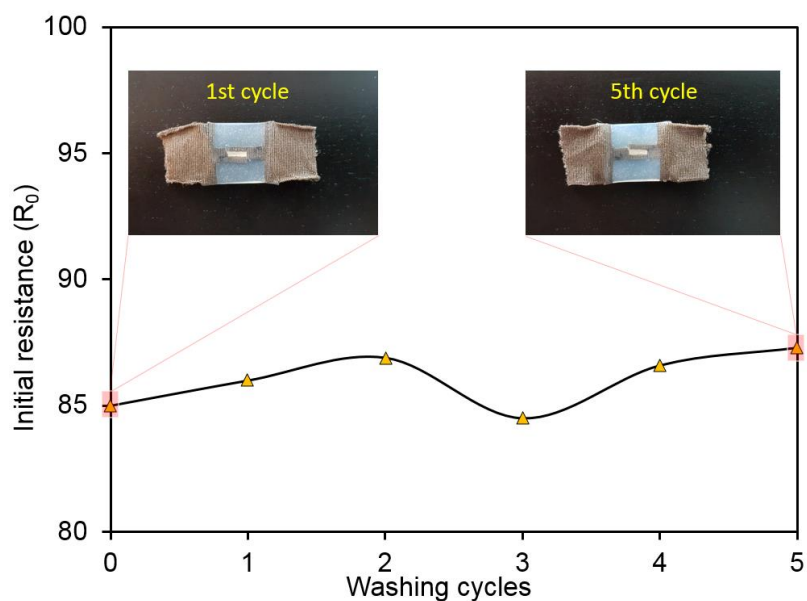 100
95
90
85
80
Initial resistance (R₀)
1st cycle
5th cycle
0 1 2 3 4 5
Washing cycles